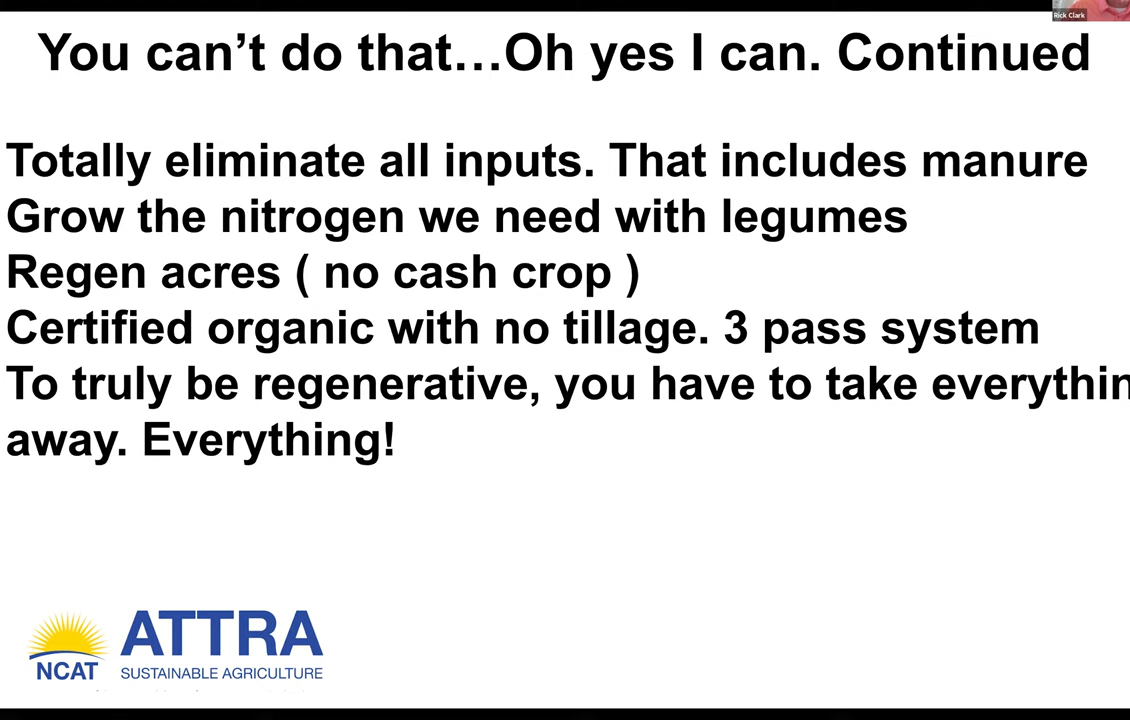 Rick Clark
You can’t do that…Oh yes I can. Continued
Totally eliminate all inputs. That includes manure
Grow the nitrogen we need with legumes
Regen acres ( no cash crop )
Certified organic with no tillage. 3 pass system
To truly be regenerative, you have to take everythin
away. Everything!
ATTRA
NCAT
SUSTAINABLE AGRICULTURE